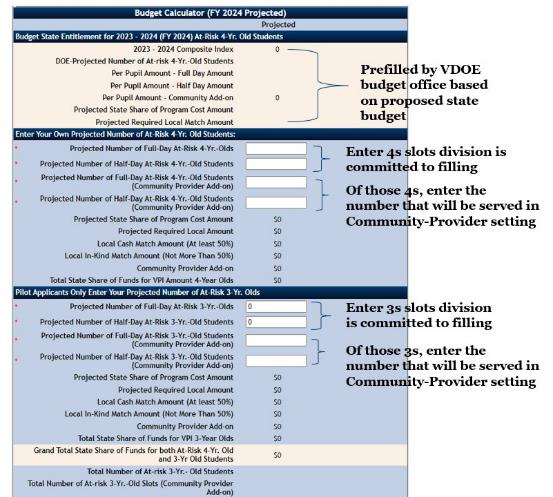 Budget Calculator (FY 2024 Projected)
Projected
Budget State Entitlement for 2023 - 2024 (FY 2024) At-Risk 4-Yr. Old Students
2023 - 2024 Composite Index 0
DOE-Projected Number of At-risk 4-Yr.-Old Students
Per Pupil Amount - Full Day Amount
Per Pupil Amount - Half Day Amount
Per Pupil Amount - Community Add-on 0
Projected State Share of Program Cost Amount
Projected Required Local Match Amount
Prefilled by VDOE
budget office based
on proposed state
budget
Enter Your Own Projected Number of At-Risk 4-Yr. Old Students:
* Projected Number of Full-Day At-Risk 4-Yr.-Olds
* Projected Number of Half-Day At-Risk 4-Yr.-Old Students
* Projected Number of Full-Day At-Risk 4-Yr.-Old Students
(Community Provider Add-on)
* Projected Number of Half-Day At-Risk 4-Yr.-Old Students
(Community Provider Add-on)
Enter 4s slots division is
committed to filling
Of those 4s, enter the
number that will be served in
Community-Provider setting
Projected State Share of Program Cost Amount $0
Projected Required Local Amount $0
Local Cash Match Amount (At least 50%) $0
Local In-Kind Match Amount (Not More Than 50%) $0
Community Provider Add-on $0
Total State Share of Funds for VPI Amount 4-Year Olds $0
Pilot Applicants Only Enter Your Projected Number of At-Risk 3-Yr. Olds
* Projected Number of Full-Day At-Risk 3-Yr.-Olds 0
* Projected Number of Half-Day At-Risk 3-Yr.-Old Students 0
* Projected Number of Full-Day At-Risk 3-Yr.-Old Students
(Community Provider Add-on)
* Projected Number of Half-Day At-Risk 3-Yr.-Old Students
(Community Provider Add-on)
Enter 3s slots division
is committed to filling
Of those 3s, enter the
number that will be served in
Community-Provider setting
Projected State Share of Program Cost Amount $0
Projected Required Local Amount $0
Local Cash Match Amount (At least 50%) $0
Local In-Kind Match Amount (Not More Than 50%) $0
Community Provider Add-on $0
Total State Share of Funds for VPI 3-Year Olds $0
Grand Total State Share of Funds for both At-Risk 4-Yr. Old
and 3-Yr Old Students $0
Total Number of At-risk 3-Yr.- Old Students
Total Number of At-risk 3-Yr.-Old Slots (Community Provider
Add-on)